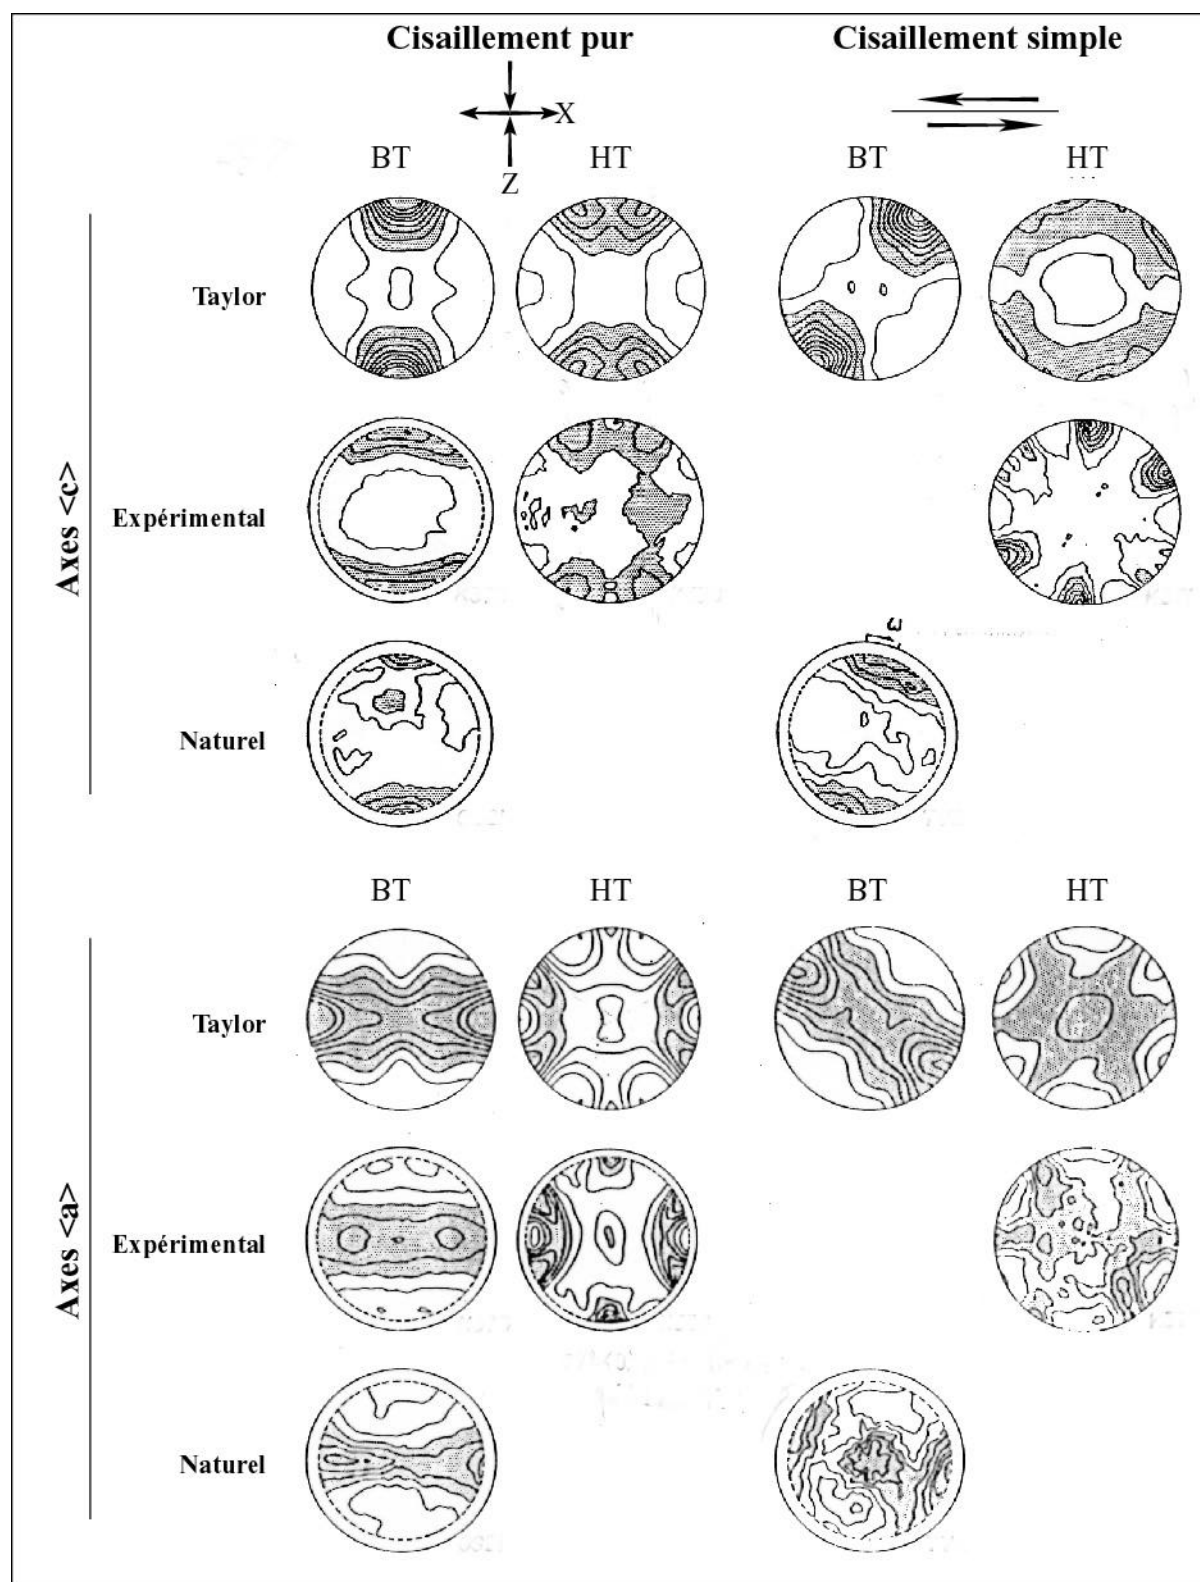 Cisaillement pur
Cisaillement simple
X
BT
HT
BT
HT
Z
Taylor
Expérimental
Axes <c>
ω
Naturel
BT
HT
BT
HT
Taylor
Expérimental
Axes <a>
Naturel